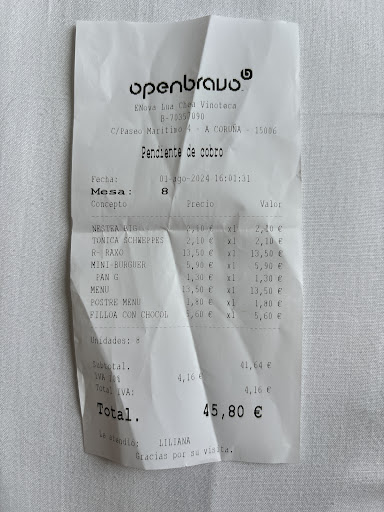 openbravo
ENova Lua Chea Vinoteca
B-70357090
C/Paseo Maritimo 4 - A CORUÑA -
Pendiente de cobro
Fecha: 01-ago-2024 16:01:31
Mesa: 8
Concepto Precio Valor
NESTEA 2,10 € x1 2,10 €
TONICA SCHWEPPES 2,10 € x1 2,10 €
RAXO 13,50 € x1 13,50 €
MINI-BURGUER 5,90 € x1 5,90 €
PAN G 1,30 € x1 1,30 €
MENU 13,50 € x1 13,50 €
POSTRE MENU 1,80 € x1 1,80 €
FILLOA CON CHOCOL 5,60 € x1 5,60 €
Unidades: 8
Subtotal. 41,64 €
IVA 4,16 €
Total IVA: 4,16 €
Total. 45,80 €
Le atendio: LILIANA
Gracias por su visita.